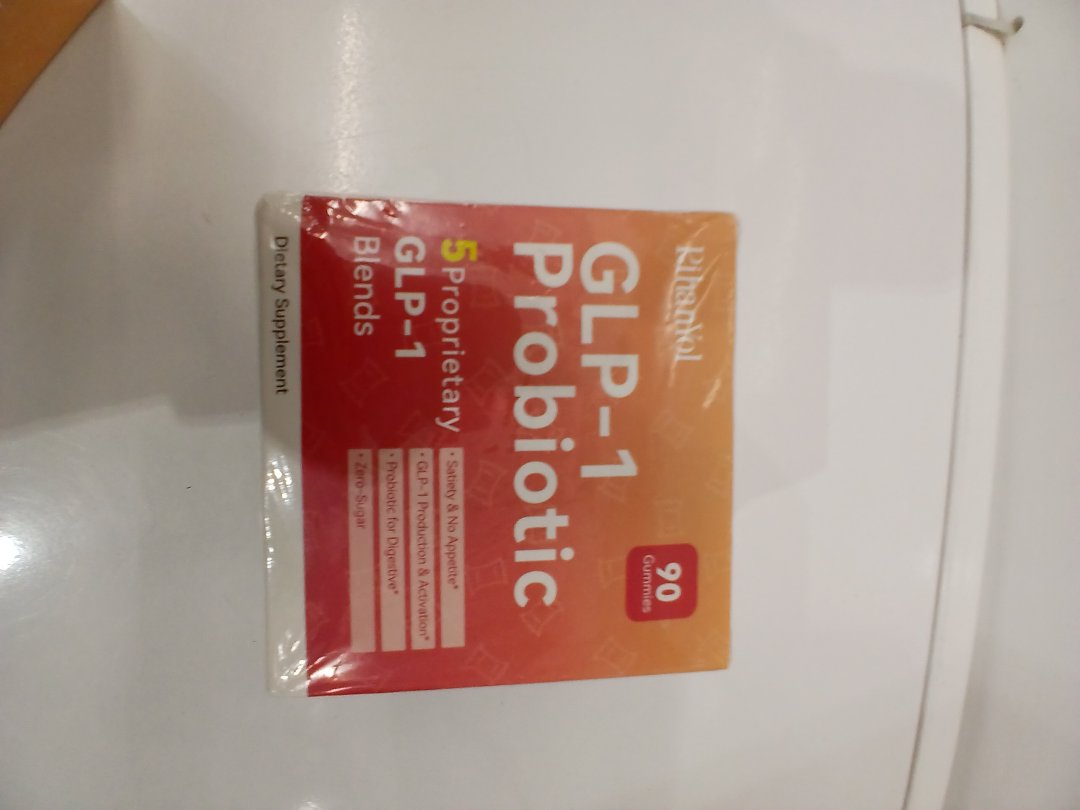 90
Gummies
GLP-1
Probiotic
5 Proprietary
GLP-1
Blends
• Satiety & No Appetite*
• GLP-1 Production & Activation*
• Probiotic for Digestive*
• Zero-Sugar
Dietary Supplement